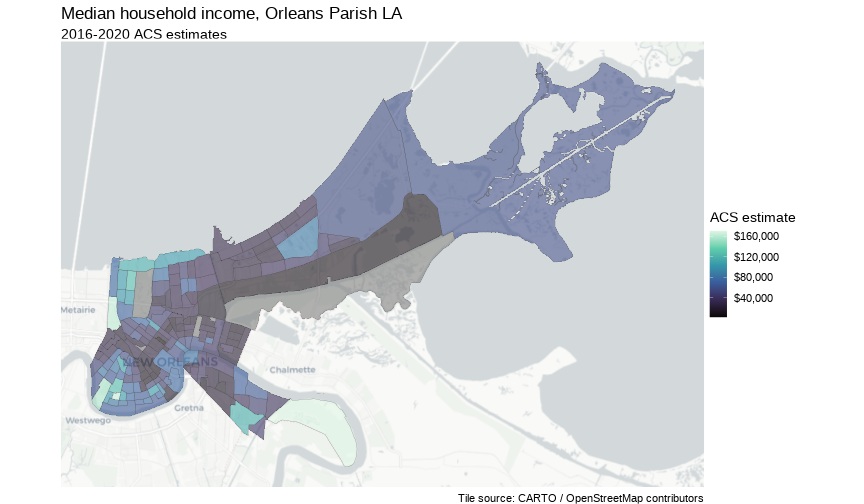 Median household income, Orleans Parish LA
2016-2020 ACS estimates
ACS estimate
$160,000
$120,000
$80,000
$40,000
Metairie
NEW ORLEANS
Chalmette
Gretna
Westwego
Tile source: CARTO / OpenStreetMap contributors